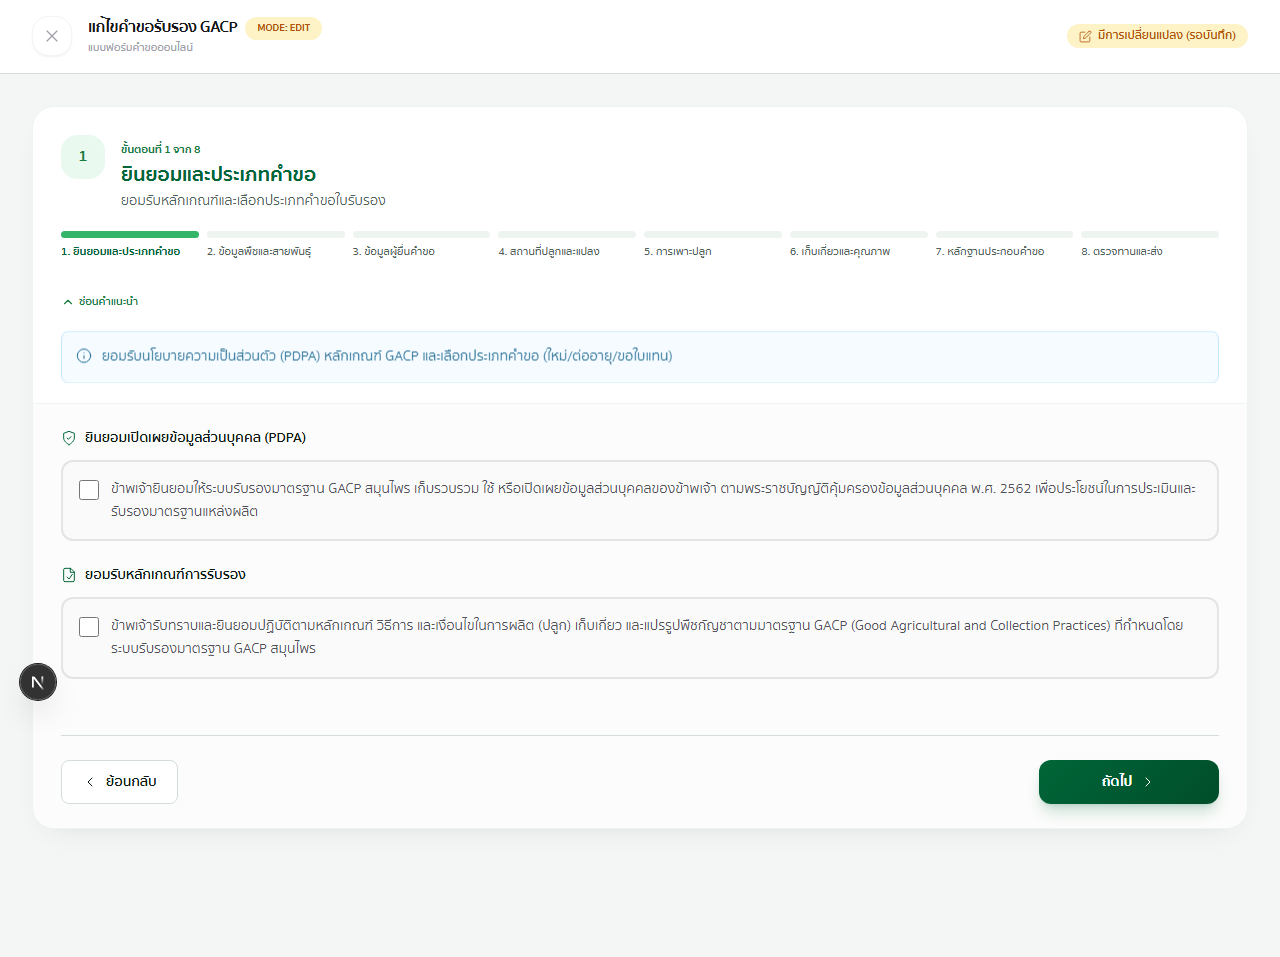 แก้ไขคำขอรับรอง GACP
MODE: EDIT
แบบฟอร์มคำขอออนไลน์
มีการเปลี่ยนแปลง (รอบันทึก)
1
ขั้นตอนที่ 1 จาก 8
ยินยอมและประเภทคำขอ
ยอมรับหลักเกณฑ์และเลือกประเภทคำขอใบรับรอง
1. ยินยอมและประเภทคำขอ
2. ข้อมูลพืชและสายพันธุ์
3. ข้อมูลผู้ยื่นคำขอ
4. สถานที่ปลูกและแปลง
5. การเพาะปลูก
6. เก็บเกี่ยวและคุณภาพ
7. หลักฐานประกอบคำขอ
8. ตรวจทานและส่ง
ซ่อนคำแนะนำ
ยอมรับนโยบายความเป็นส่วนตัว (PDPA) หลักเกณฑ์ GACP และเลือกประเภทคำขอ (ใหม่/ต่ออายุ/ขอใบแทน)
ยินยอมเปิดเผยข้อมูลส่วนบุคคล (PDPA)
ข้าพเจ้ายินยอมให้ระบบรับรองมาตรฐาน GACP สมุนไพร เก็บรวบรวม ใช้ หรือเปิดเผยข้อมูลส่วนบุคคลของข้าพเจ้า ตามพระราชบัญญัติคุ้มครองข้อมูลส่วนบุคคล พ.ศ. 2562 เพื่อประโยชน์ในการประเมินและ
รับรองมาตรฐานแหล่งผลิต
ยอมรับหลักเกณฑ์การรับรอง
ข้าพเจ้ารับทราบและยินยอมปฏิบัติตามหลักเกณฑ์ วิธีการ และเงื่อนไขในการผลิต (ปลูก) เก็บเกี่ยว และแปรรูปพืชกัญชาตามมาตรฐาน GACP (Good Agricultural and Collection Practices) ที่กำหนดโดย
ระบบรับรองมาตรฐาน GACP สมุนไพร
N
ย้อนกลับ
ถัดไป